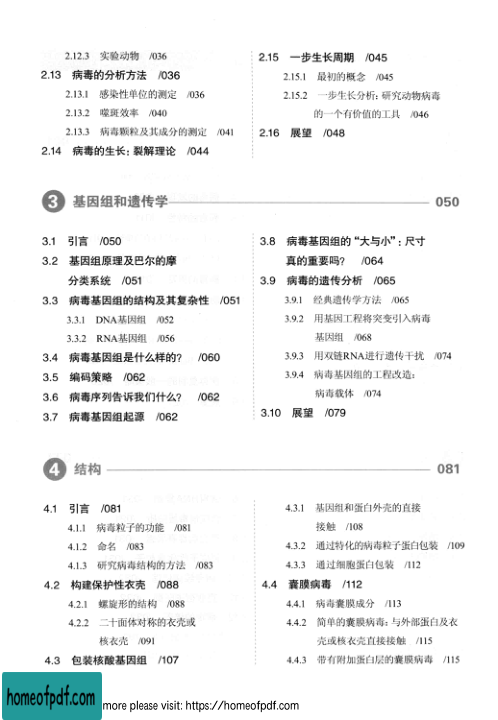 2.12.3 实验动物 /036
2.13 病毒的分析方法 /036
2.13.1 感染性单位的测定 /036
2.13.2 噬斑效率 /040
2.13.3 病毒颗粒及其成分的测定 /041
2.14 病毒的生长：裂解理论 /044
2.15 一步生长周期 /045
2.15.1 最初的概念 /045
2.15.2 一步生长分析：研究动物病毒
的一个有价值的工具 /046
2.16 展望 /048
3 基因组和遗传学 050
3.1 引言 /050
3.2 基因组原理及巴尔的摩
分类系统 /051
3.3 病毒基因组的结构及其复杂性 /051
3.3.1 DNA基因组 /052
3.3.2 RNA基因组 /056
3.4 病毒基因组是什么样的？ /060
3.5 编码策略 /062
3.6 病毒序列告诉我们什么？ /062
3.7 病毒基因组起源 /062
3.8 病毒基因组的“大与小”：尺寸
真的重要吗？ /064
3.9 病毒的遗传分析 /065
3.9.1 经典遗传学方法 /065
3.9.2 用基因工程将突变引入病毒
基因组 /068
3.9.3 用双链RNA进行遗传干扰 /074
3.9.4 病毒基因组的工程改造：
病毒载体 /074
3.10 展望 /079
4 结构 081
4.1 引言 /081
4.1.1 病毒粒子的功能 /081
4.1.2 命名 /083
4.1.3 研究病毒结构的方法 /083
4.2 构建保护性衣壳 /088
4.2.1 螺旋形的结构 /088
4.2.2 二十面体对称的衣壳或
核衣壳 /091
4.3 包装核酸基因组 /107
4.3.1 基因组和蛋白外壳的直接
接触 /108
4.3.2 通过特化的病毒粒子蛋白包装 /109
4.3.3 通过细胞蛋白包装 /112
4.4 囊膜病毒 /112
4.4.1 病毒囊膜成分 /113
4.4.2 简单的囊膜病毒：与外部蛋白及衣
壳或核衣壳直接接触 /115
4.4.3 带有附加蛋白层的囊膜病毒 /115
homeofpdf.com
more please visit: https://homeofpdf.com